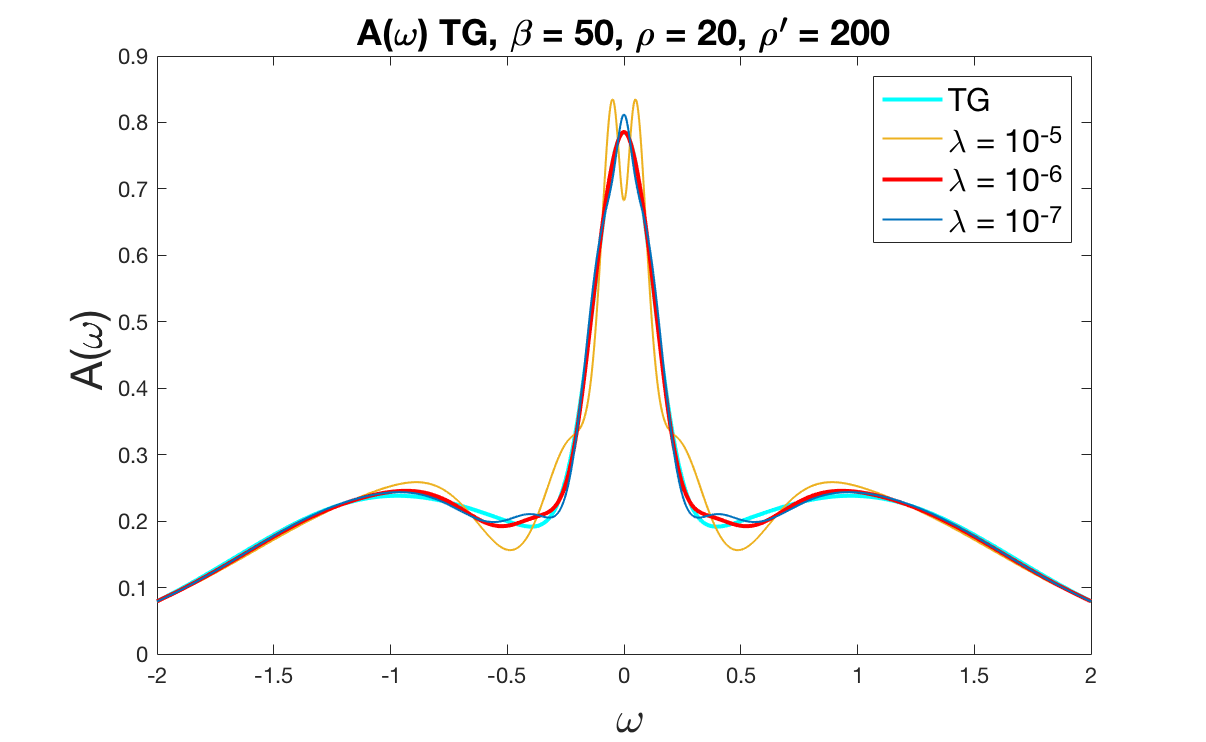 A(ω) TG, β = 50, ρ = 20, ρ′ = 200
TG
λ = 10⁻⁵
λ = 10⁻⁶
λ = 10⁻⁷
A(ω)
0.9
0.8
0.7
0.6
0.5
0.4
0.3
0.2
0.1
0
-2 -1.5 -1 -0.5 0 0.5 1 1.5 2
ω